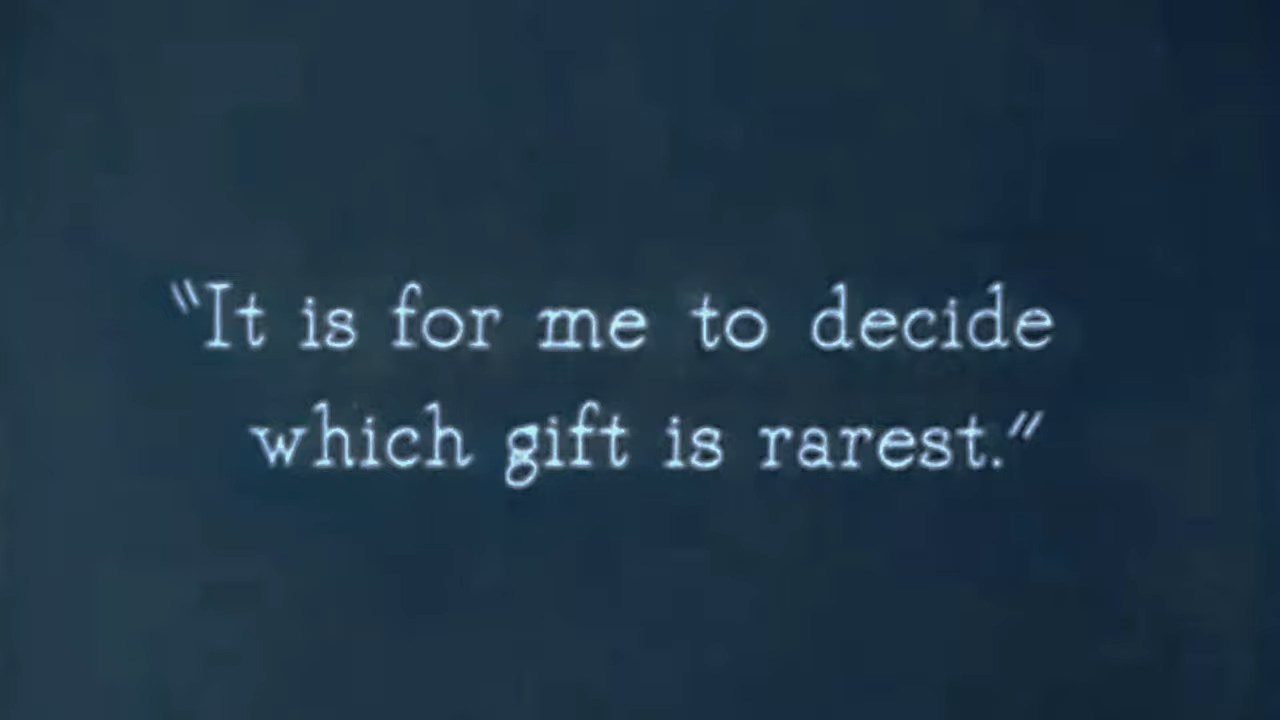 “It is for me to decide
which gift is rarest.”